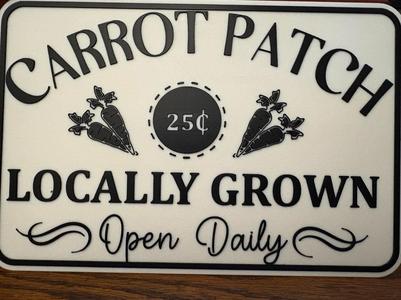 CARROT PATCH
25¢
LOCALLY GROWN
Open Daily